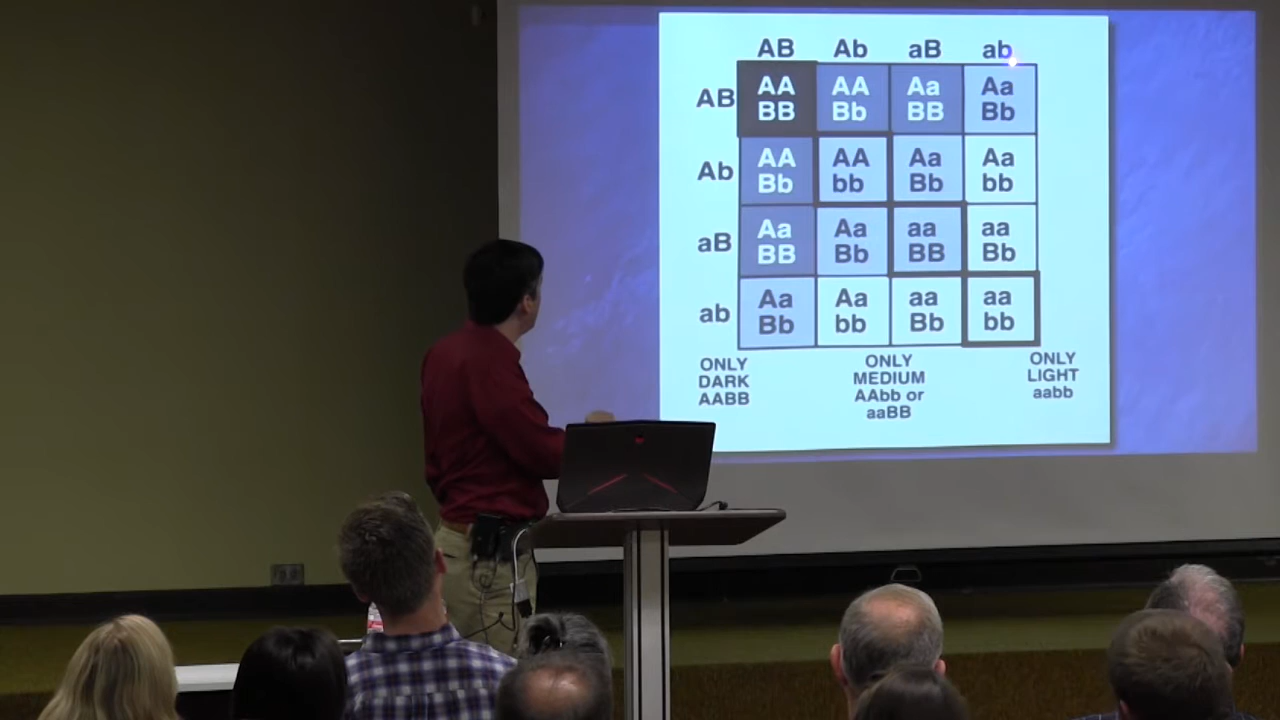 AB Ab aB ab
AB AA AA Aa Aa
BB Bb BB Bb
Ab AA AA Aa Aa
Bb bb Bb bb
aB Aa Aa aa aa
BB Bb BB Bb
ab Aa Aa aa aa
Bb bb Bb bb
ONLY
DARK
AABB
ONLY
MEDIUM
AAbb or
aaBB
ONLY
LIGHT
aabb